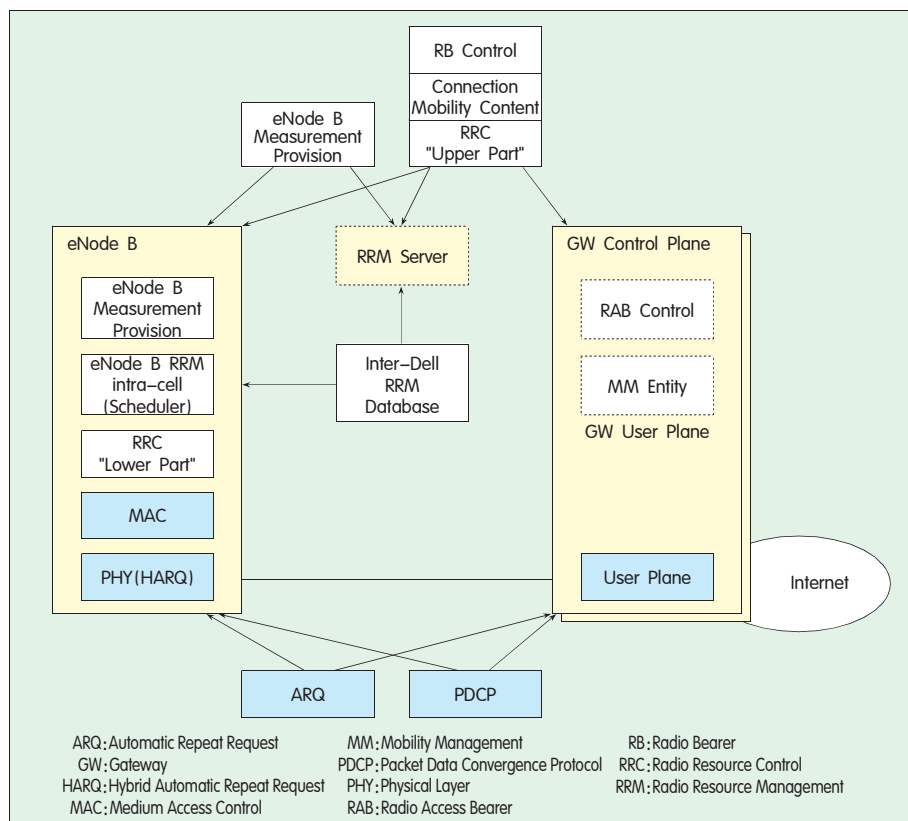 RB Control
Connection
Mobility Content
RRC
"Upper Part"
eNode B
Measurement
Provision
eNode B
eNode B
Measurement
Provision
eNode B RRM
intra-cell
(Scheduler)
RRC
"Lower Part"
MAC
PHY(HARQ)
RRM Server
Inter-Dell
RRM
Database
GW Control Plane
RAB Control
MM Entity
GW User Plane
User Plane
Internet
ARQ
PDCP
ARQ:Automatic Repeat Request
GW:Gateway
HARQ:Hybrid Automatic Repeat Request
MAC:Medium Access Control
MM:Mobility Management
PDCP:Packet Data Convergence Protocol
PHY:Physical Layer
RAB:Radio Access Bearer
RB:Radio Bearer
RRC:Radio Resource Control
RRM:Radio Resource Management